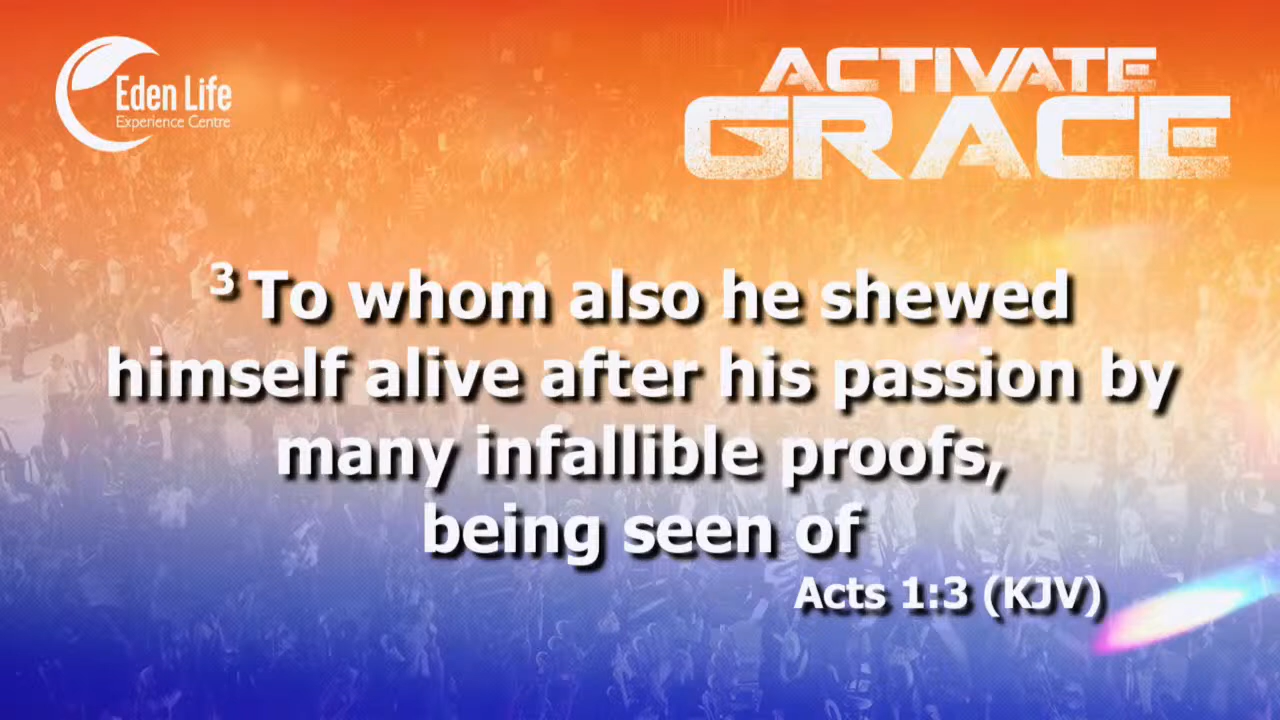 Eden Life
Experience Centre
ACTIVATE
GRACE
3 To whom also he shewed
himself alive after his passion by
many infallible proofs,
being seen of
Acts 1:3 (KJV)